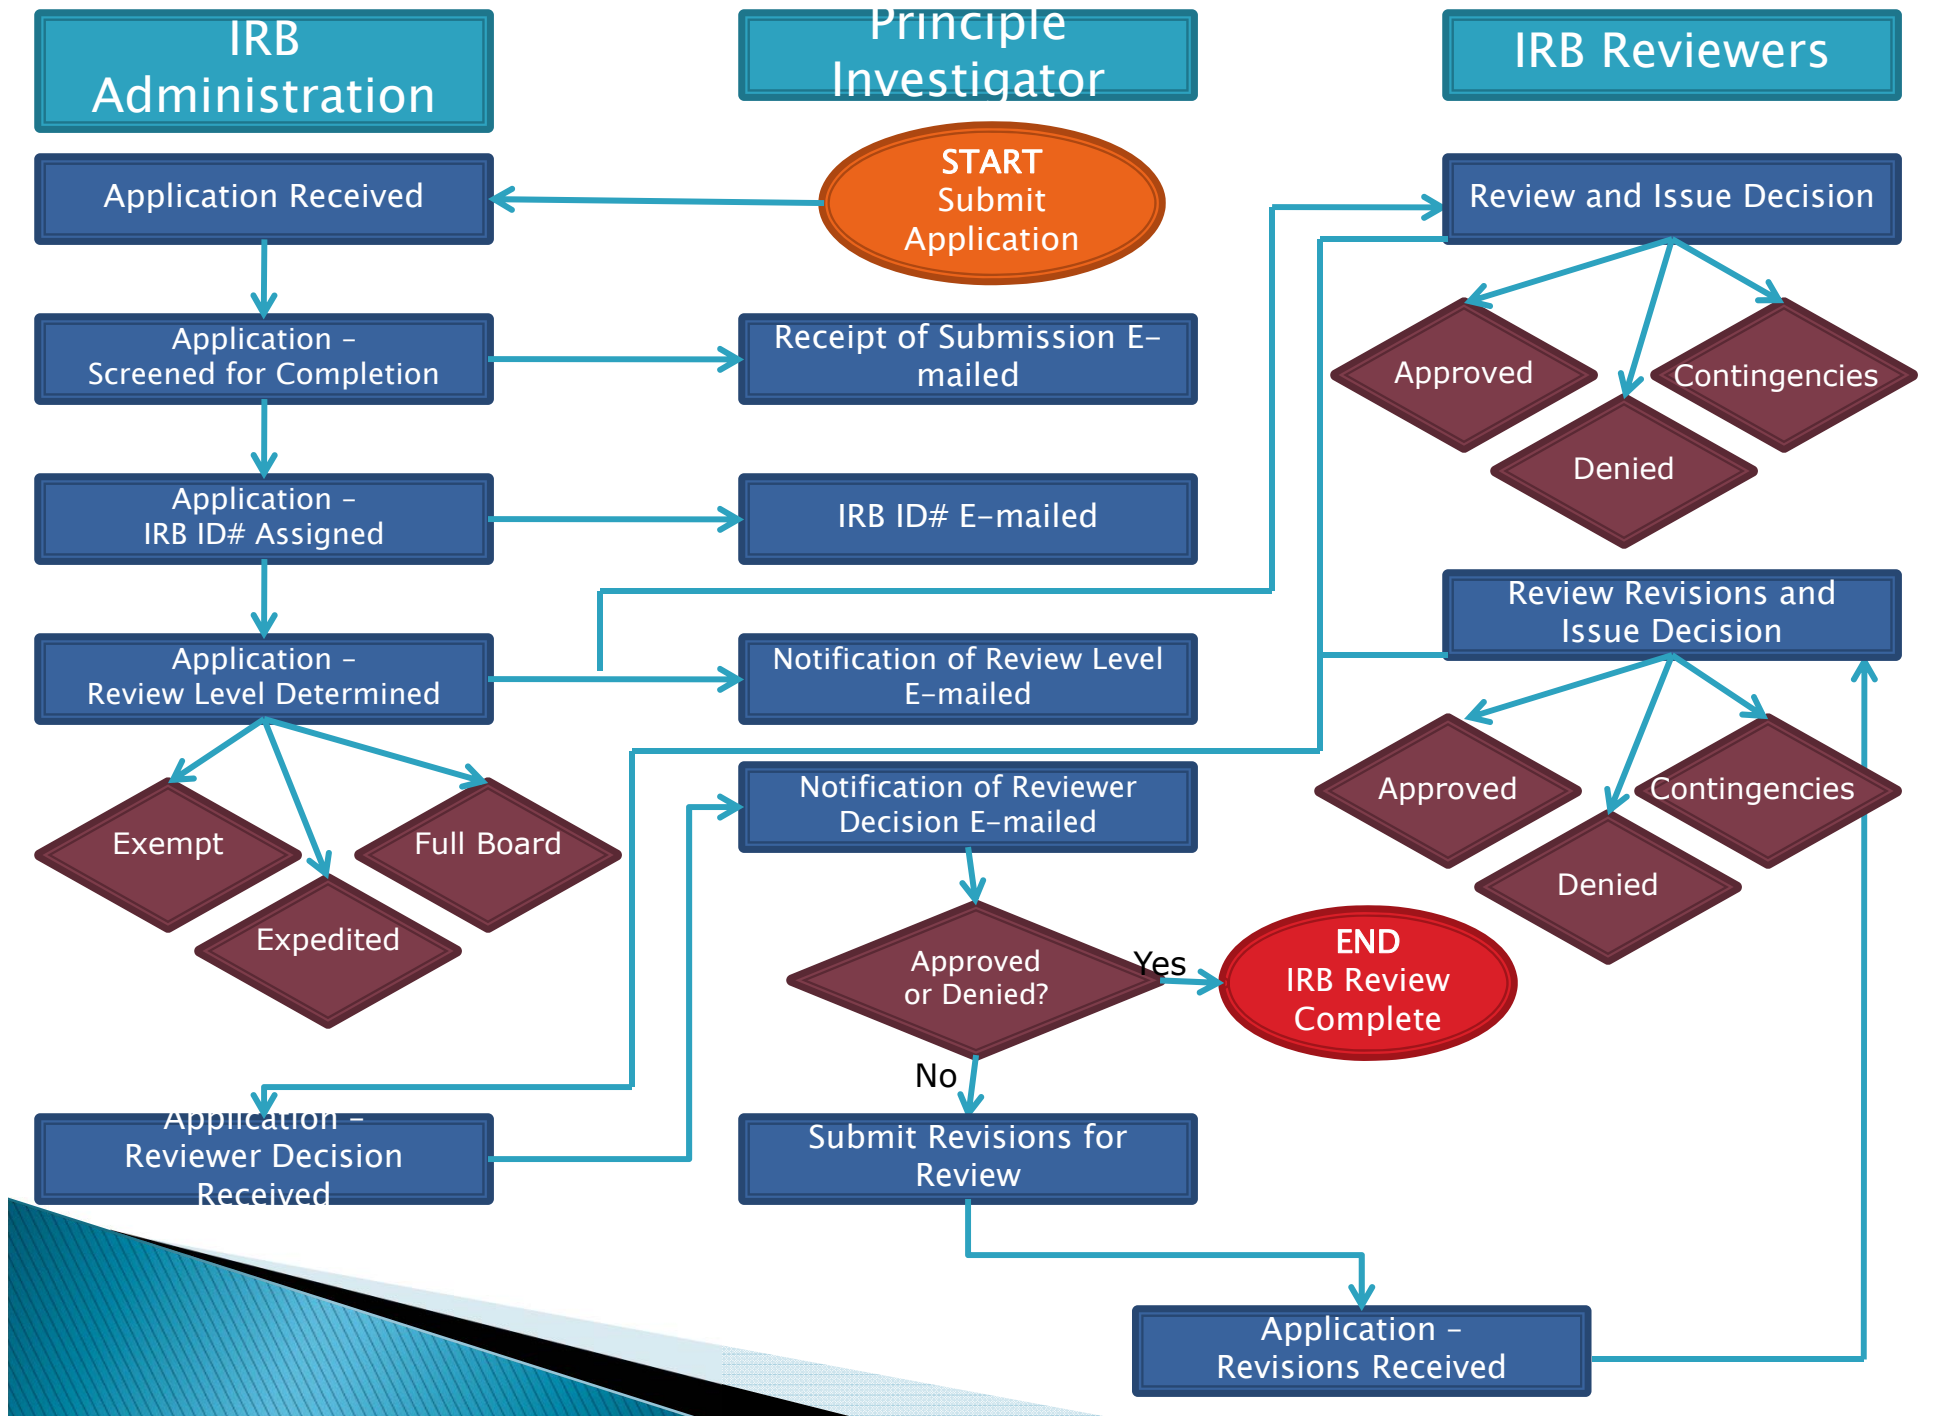 IRB
Administration
Principle
Investigator
IRB Reviewers
Application Received
START
Submit
Application
Review and Issue Decision
Application –
Screened for Completion
Receipt of Submission E–
mailed
Approved
Contingencies
Denied
Application –
IRB ID# Assigned
IRB ID# E–mailed
Review Revisions and
Issue Decision
Application –
Review Level Determined
Notification of Review Level
E–mailed
Exempt
Full Board
Expedited
Notification of Reviewer
Decision E–mailed
Approved
Contingencies
Denied
Approved
or Denied?
Yes
END
IRB Review
Complete
No
Application –
Reviewer Decision
Received
Submit Revisions for
Review
Application –
Revisions Received